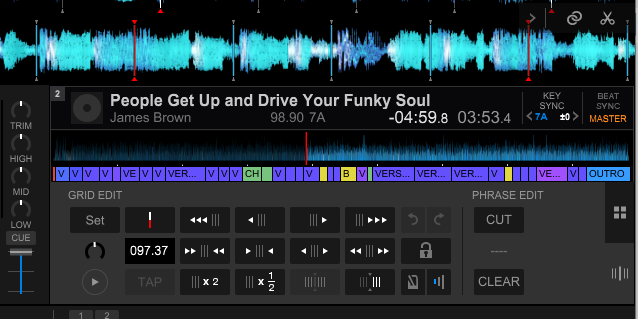 2
People Get Up and Drive Your Funky Soul
James Brown
98.90 7A
-04:59.8 03:53.4
KEY SYNC
7A ±0
BEAT SYNC
MASTER
TRIM
HIGH
MID
LOW
CUE
V V V V VE V V VER... V V V CH V V V B V VERS... VER... VER... V VE... V OUTRO
GRID EDIT
PHRASE EDIT
Set
CUT
097.37
----
TAP
x 2
x 1/2
CLEAR
1 2